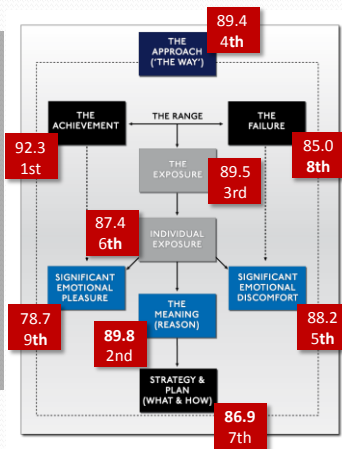 89.4
4th
THE
APPROACH
('THE WAY')
THE
ACHIEVEMENT
THE RANGE
THE
FAILURE
92.3
1st
85.0
8th
THE
EXPOSURE
89.5
3rd
87.4
6th
INDIVIDUAL
EXPOSURE
SIGNIFICANT
EMOTIONAL
PLEASURE
SIGNIFICANT
EMOTIONAL
DISCOMFORT
78.7
9th
THE
MEANING
(REASON)
88.2
5th
89.8
2nd
STRATEGY &
PLAN
(WHAT & HOW)
86.9
7th